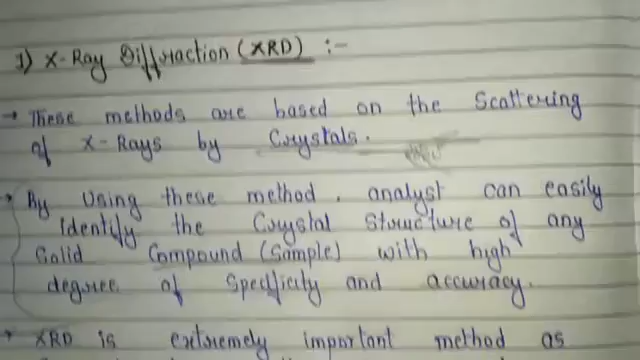 1) X-Ray Diffraction (XRD) :-
→ These methods are based on the Scattering
of X-Rays by Crystals.
→ By using these method, analyst can easily
Identify the Crystal Structure of any
Solid Compound (Sample) with high
degree of Specificity and accuracy.
→ XRD is extremely important method as